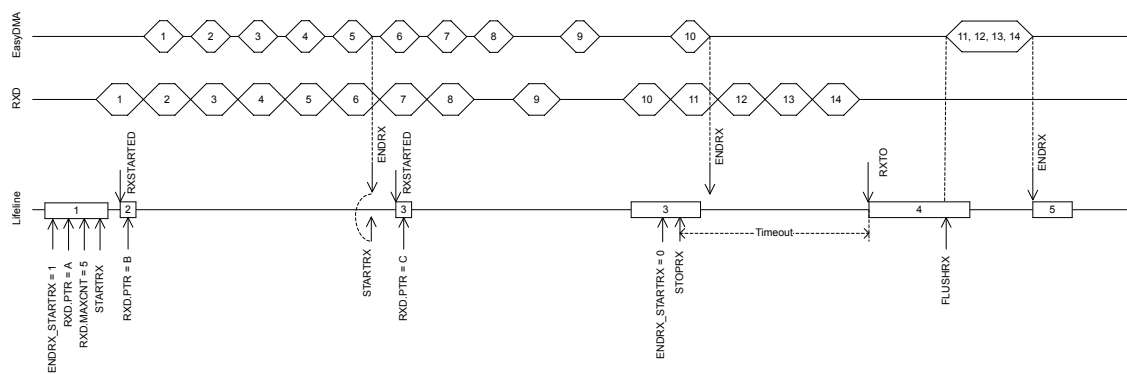 EasyDMA
1
2
3
4
5
6
7
8
9
10
11, 12, 13, 14
RXD
1
2
3
4
5
6
7
8
9
10
11
12
13
14
RXSTARTED
ENDRX
RXSTARTED
ENDRX
RXTO
ENDRX
Lifeline
1
2
3
3
4
5
Timeout
ENDRX_STARTRX = 1
RXD.PTR = A
RXD.MAXCNT = 5
STARTRX
RXD.PTR = B
STARTRX
RXD.PTR = C
ENDRX_STARTRX = 0
STOPRX
FLUSHRX